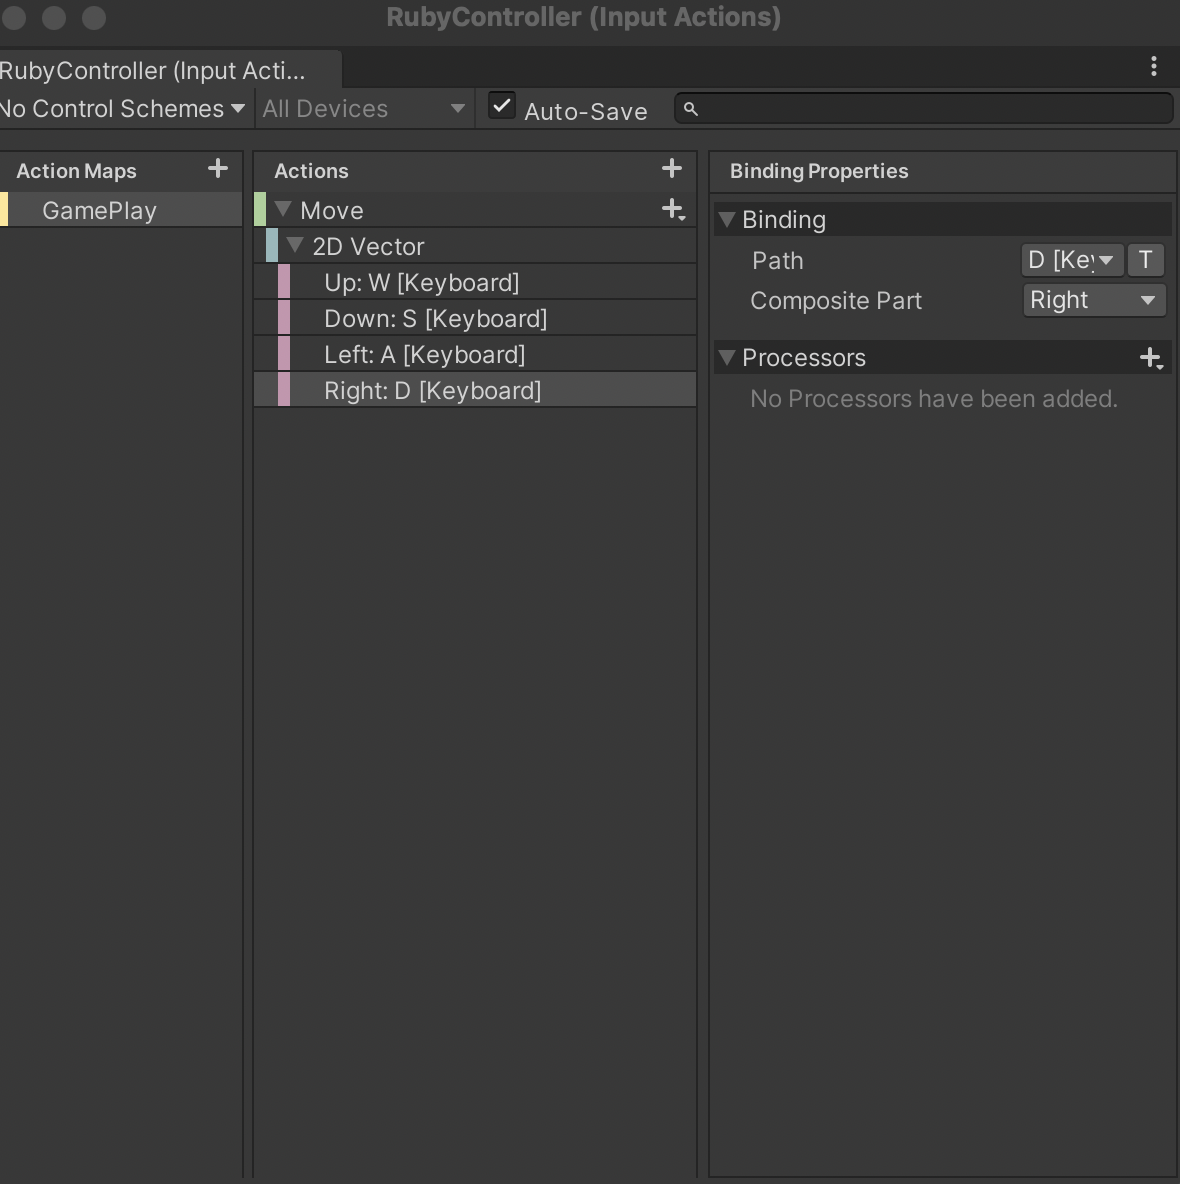 RubyController (Input Actions)
RubyController (Input Acti...
No Control Schemes
All Devices
Auto-Save
Action Maps
GamePlay
Actions
Move
2D Vector
Up: W [Keyboard]
Down: S [Keyboard]
Left: A [Keyboard]
Right: D [Keyboard]
Binding Properties
Binding
Path D [Key T
Composite Part Right
Processors
No Processors have been added.